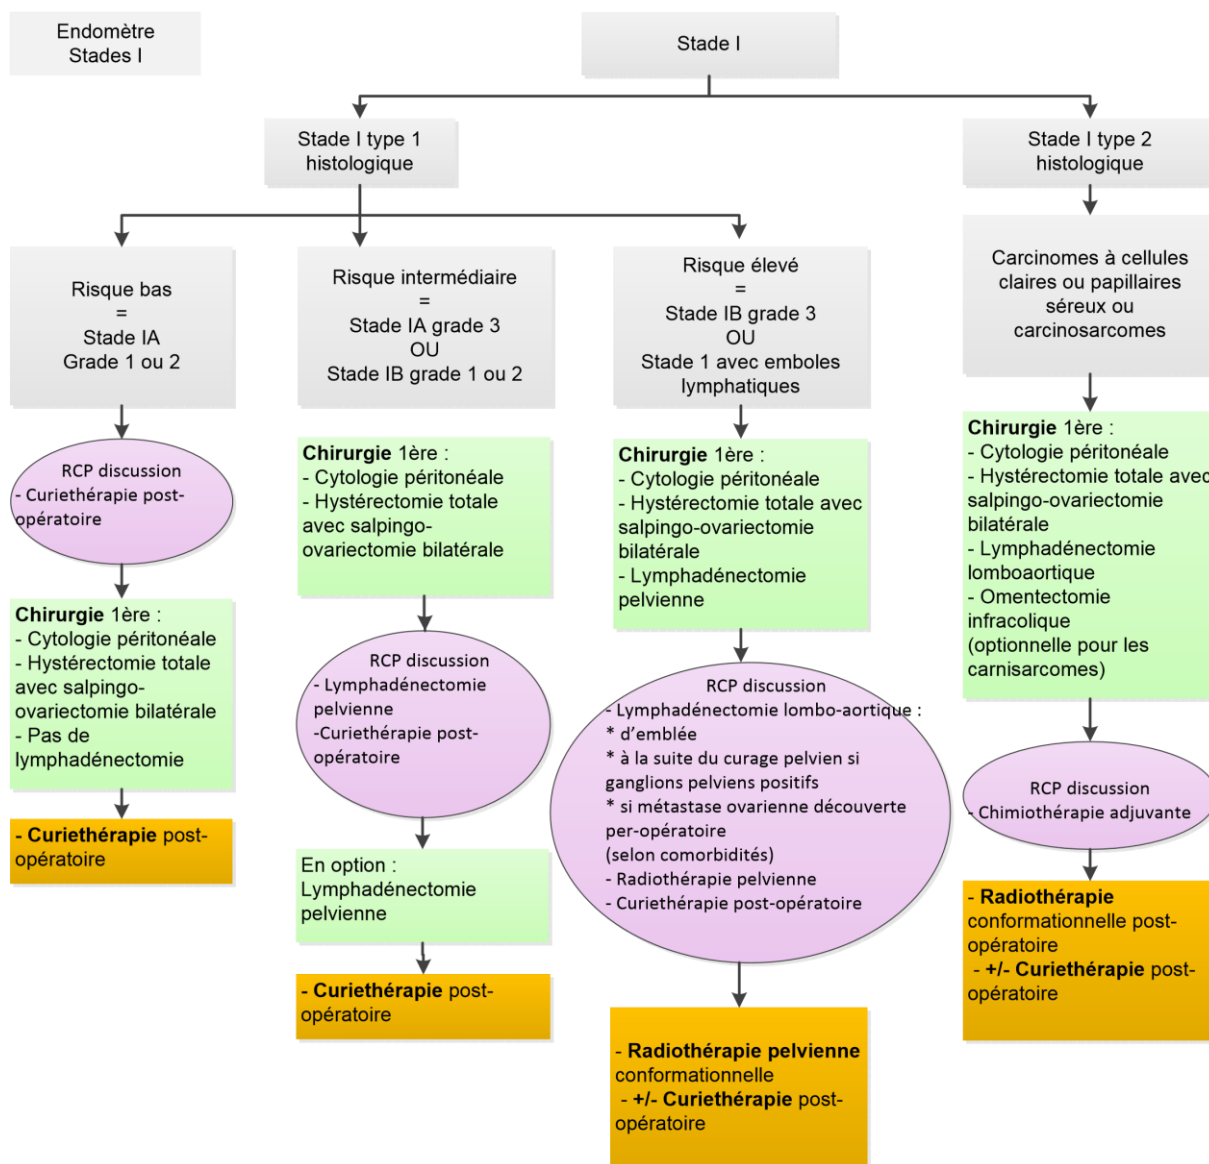 Endomètre
Stades I
Stade I
Stade I type 1
histologique
Stade I type 2
histologique
Risque bas
=
Stade IA
Grade 1 ou 2
Risque intermédiaire
=
Stade IA grade 3
OU
Stade IB grade 1 ou 2
Risque élevé
=
Stade IB grade 3
OU
Stade 1 avec emboles
lymphatiques
Carcinomes à cellules
claires ou papillaires
séreux ou
carcinosarcomes
RCP discussion
- Curiethérapie post-
opératoire
Chirurgie 1ère :
- Cytologie péritonéale
- Hystérectomie totale
avec salpingo-
ovariectomie bilatérale
- Pas de
lymphadénectomie
- Curiethérapie post-
opératoire
Chirurgie 1ère :
- Cytologie péritonéale
- Hystérectomie totale
avec salpingo-
ovariectomie bilatérale
RCP discussion
- Lymphadénectomie
pelvienne
-Curiethérapie post-
opératoire
En option :
Lymphadénectomie
pelvienne
- Curiethérapie post-
opératoire
Chirurgie 1ère :
- Cytologie péritonéale
- Hystérectomie totale avec
salpingo-ovariectomie
bilatérale
- Lymphadénectomie
pelvienne
RCP discussion
- Lymphadénectomie lombo-aortique :
* d'emblée
* à la suite du curage pelvien si
ganglions pelviens positifs
* si métastase ovarienne découverte
per-opératoire
(selon comorbidités)
- Radiothérapie pelvienne
- Curiethérapie post-opératoire
- Radiothérapie pelvienne
conformationnelle
- +/- Curiethérapie post-
opératoire
Chirurgie 1ère :
- Cytologie péritonéale
- Hystérectomie totale avec
salpingo-ovariectomie
bilatérale
- Lymphadénectomie
lomboaortique
- Omentectomie
infracolique
(optionnelle pour les
carnisarcomes)
RCP discussion
- Chimiothérapie adjuvante
- Radiothérapie
conformationnelle post-
opératoire
- +/- Curiethérapie post-
opératoire